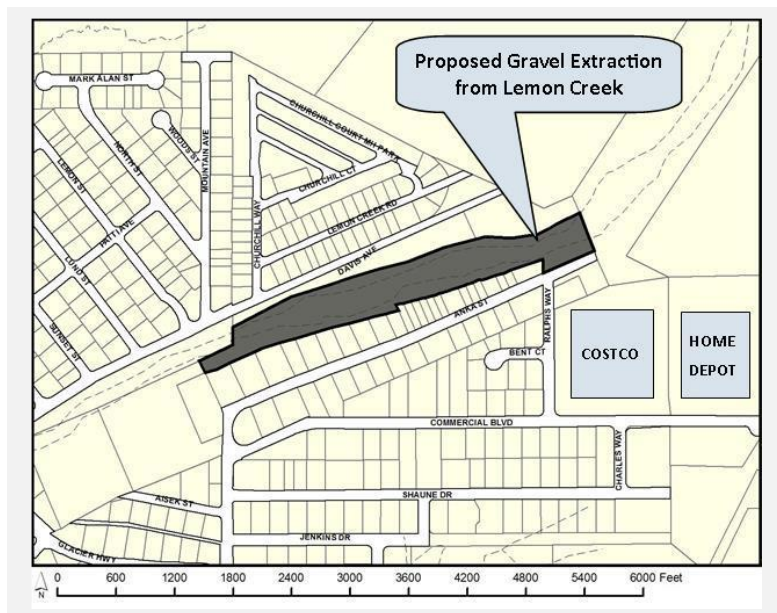 Proposed Gravel Extraction
from Lemon Creek
MARK ALAN ST
WOODS ST
NORTH ST
MOUNTAIN AVE
LEMON ST
HATTI AVE
LUND ST
SUNSET ST
CHURCHILL COURT MH PARK
CHURCHILL CT
CHURCHILL WAY
LEMON CREEK RD
DAVIS AVE
ANKA ST
RALPHS WAY
BENT CT
COSTCO
HOME
DEPOT
COMMERCIAL BLVD
CHARLES WAY
SHAUNE DR
AISEK ST
JENKINS DR
GLACIER HWY
N
0 600 1200 1800 2400 3000 3600 4200 4800 5400 6000 Feet